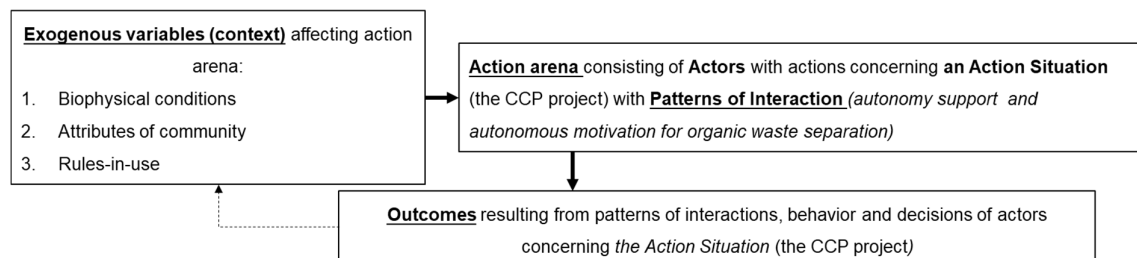 Exogenous variables (context) affecting action
arena:
1. Biophysical conditions
2. Attributes of community
3. Rules-in-use
Action arena consisting of Actors with actions concerning an Action Situation
(the CCP project) with Patterns of Interaction (autonomy support and
autonomous motivation for organic waste separation)
Outcomes resulting from patterns of interactions, behavior and decisions of actors
concerning the Action Situation (the CCP project)